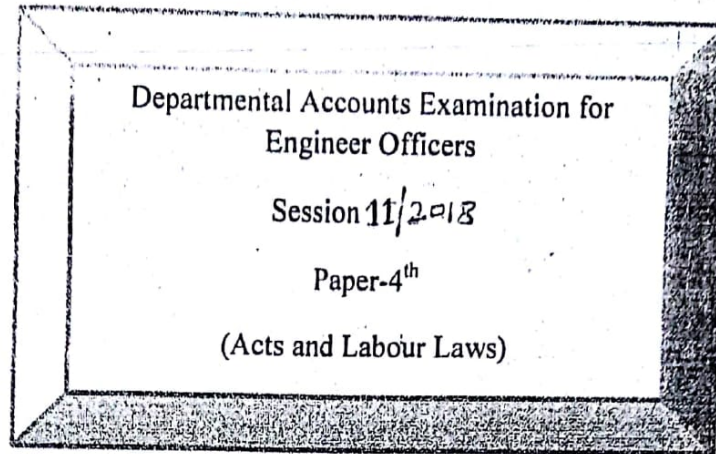 Departmental Accounts Examination for
Engineer Officers
Session 11/2018
Paper-4th
(Acts and Labour Laws)